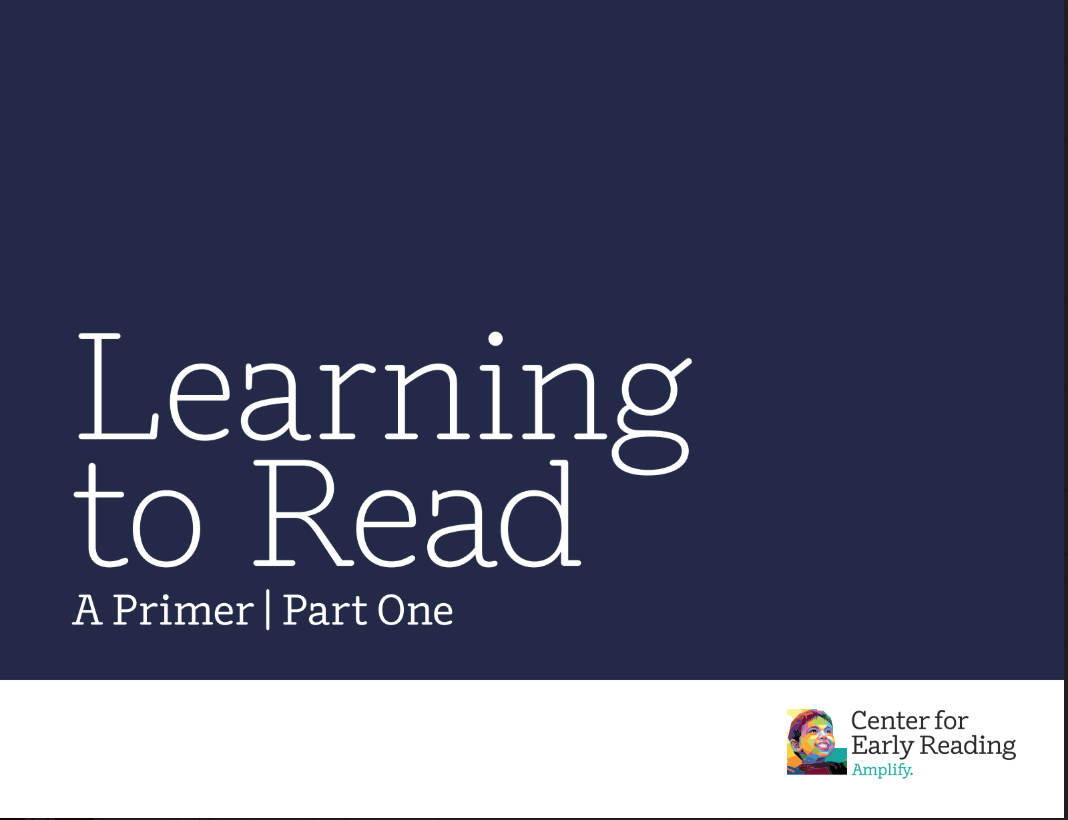 Learning
to Read
A Primer | Part One
Center for
Early Reading
Amplify.